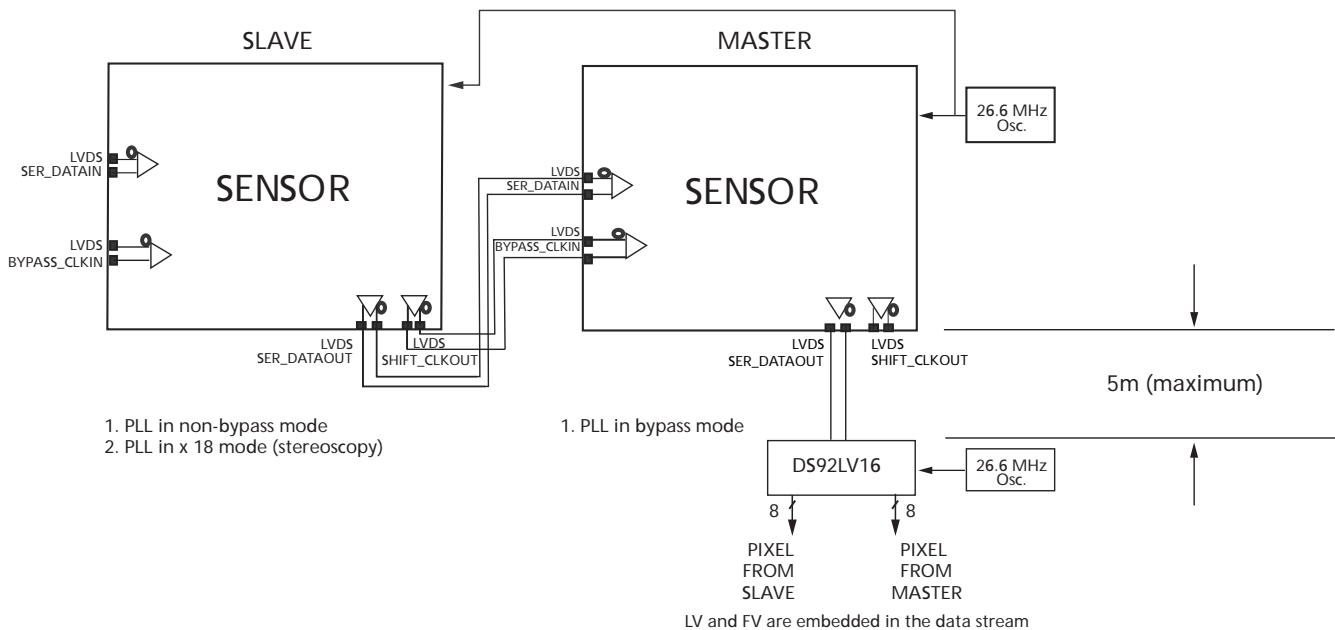 SLAVE
MASTER
26.6 MHz
Osc.
LVDS
SER_DATAIN
SENSOR
LVDS
BYPASS_CLKIN
LVDS
SER_DATAIN
SENSOR
LVDS
BYPASS_CLKIN
LVDS
SER_DATAOUT
LVDS
SHIFT_CLKOUT
LVDS
SER_DATAOUT
LVDS
SHIFT_CLKOUT
5m (maximum)
1. PLL in non-bypass mode
2. PLL in x 18 mode (stereoscopy)
1. PLL in bypass mode
DS92LV16
26.6 MHz
Osc.
8
8
PIXEL
FROM
SLAVE
PIXEL
FROM
MASTER
LV and FV are embedded in the data stream